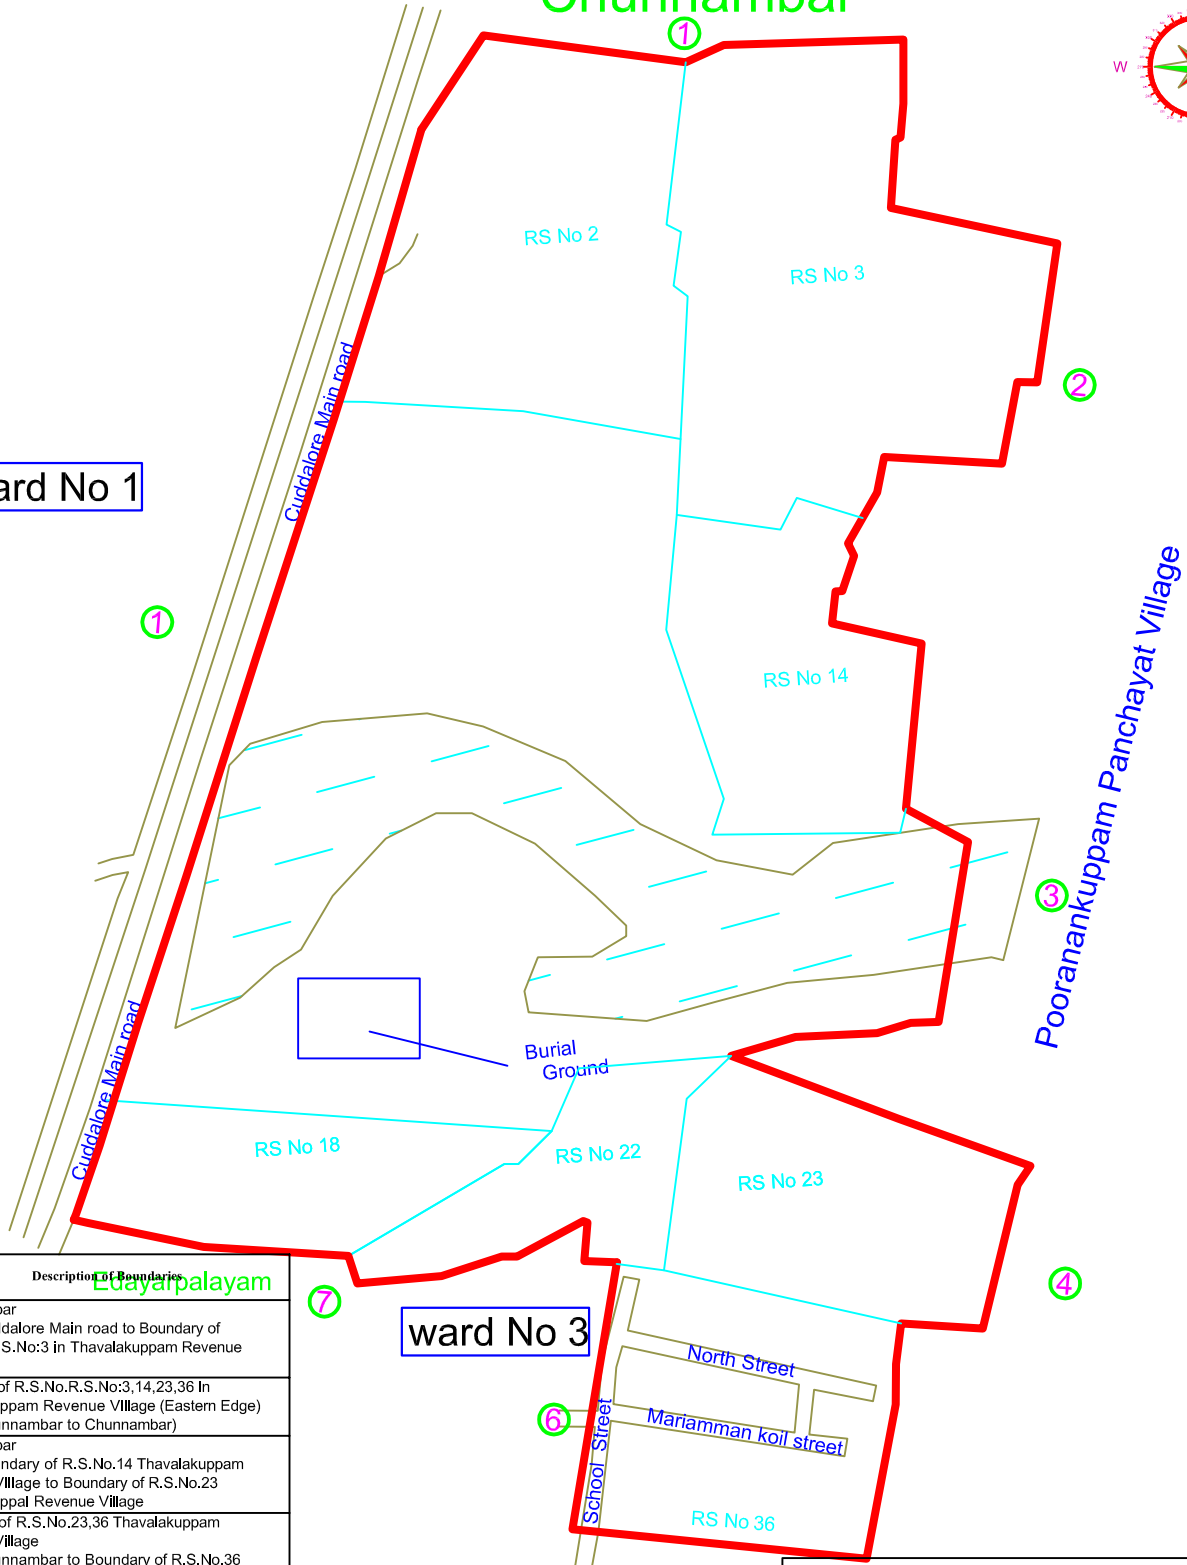 Chunnambar
1
W
RS No 2
RS No 3
2
Cuddalore Main road
ard No 1
1
Pooranankuppam Panchayat Village
RS No 14
3
Burial
Ground
Cuddalore Main road
RS No 18
RS No 22
RS No 23
4
Description of Boundaries
Edayarpalayam
7
bar
ddalore Main road to Boundary of
.S.No:3 in Thavalakuppam Revenue
of R.S.No.R.S.No:3,14,23,36 In
uppam Revenue VIllage (Eastern Edge)
unnambar to Chunnambar)
bar
ndary of R.S.No.14 Thavalakuppam
VIllage to Boundary of R.S.No.23
uppal Revenue Village
of R.S.No.23,36 Thavalakuppam
Village
unnambar to Boundary of R.S.No.36
ward No 3
North Street
6
Mariamman koil street
School Street
RS No 36